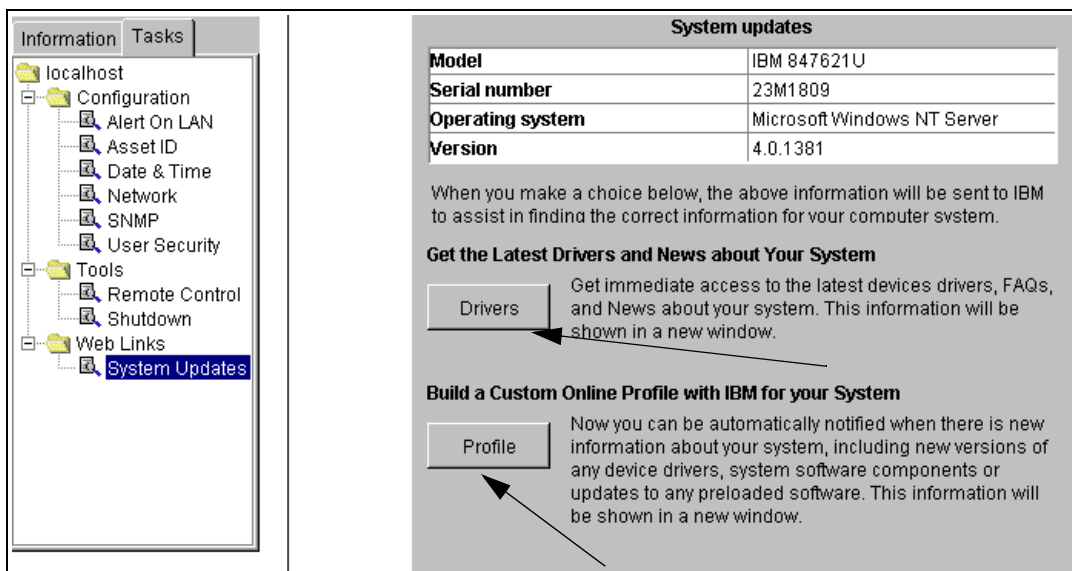 Information Tasks
localhost
Configuration
Alert On LAN
Asset ID
Date & Time
Network
SNMP
User Security
Tools
Remote Control
Shutdown
Web Links
System Updates
System updates
Model IBM 847621U
Serial number 23M1809
Operating system Microsoft Windows NT Server
Version 4.0.1381
When you make a choice below, the above information will be sent to IBM
to assist in finding the correct information for your computer system.
Get the Latest Drivers and News about Your System
Drivers
Get immediate access to the latest devices drivers, FAQs,
and News about your system. This information will be
shown in a new window.
Build a Custom Online Profile with IBM for your System
Profile
Now you can be automatically notified when there is new
information about your system, including new versions of
any device drivers, system software components or
updates to any preloaded software. This information will
be shown in a new window.